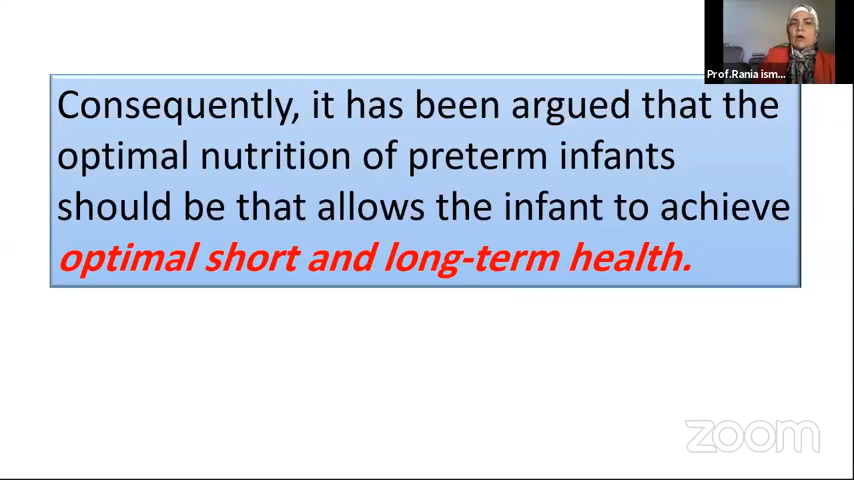 Prof.Rania ism...
Consequently, it has been argued that the
optimal nutrition of preterm infants
should be that allows the infant to achieve
optimal short and long-term health.
zoom